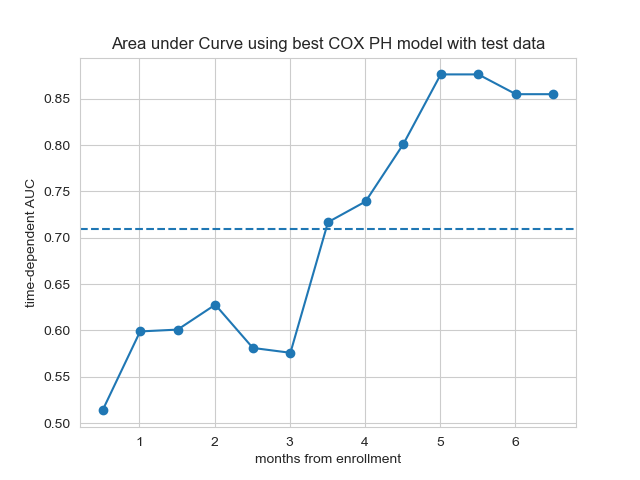 Area under Curve using best COX PH model with test data
time-dependent AUC
0.85
0.80
0.75
0.70
0.65
0.60
0.55
0.50
1 2 3 4 5 6
months from enrollment